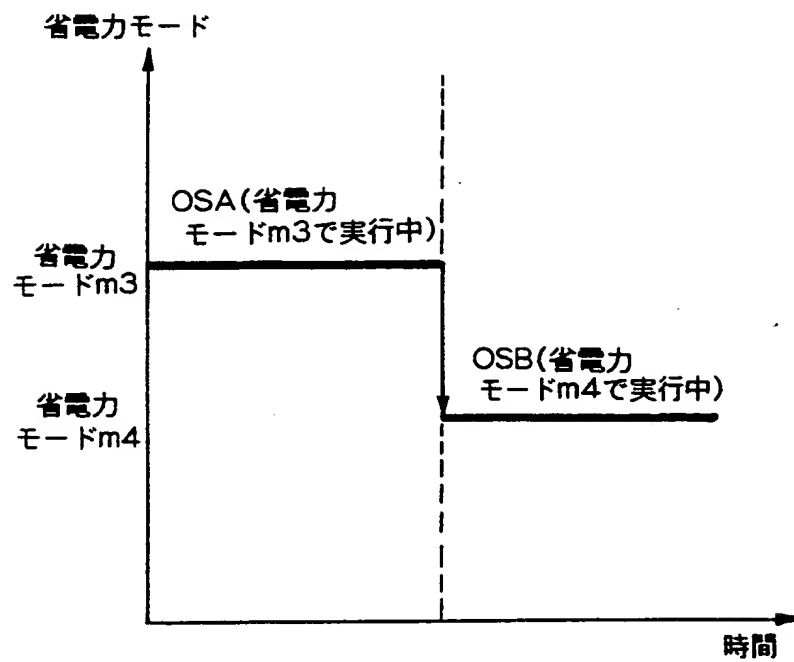 省電力モード
OSA(省電力
モードm3で実行中)
省電力
モードm3
OSB(省電力
モードm4で実行中)
省電力
モードm4
時間